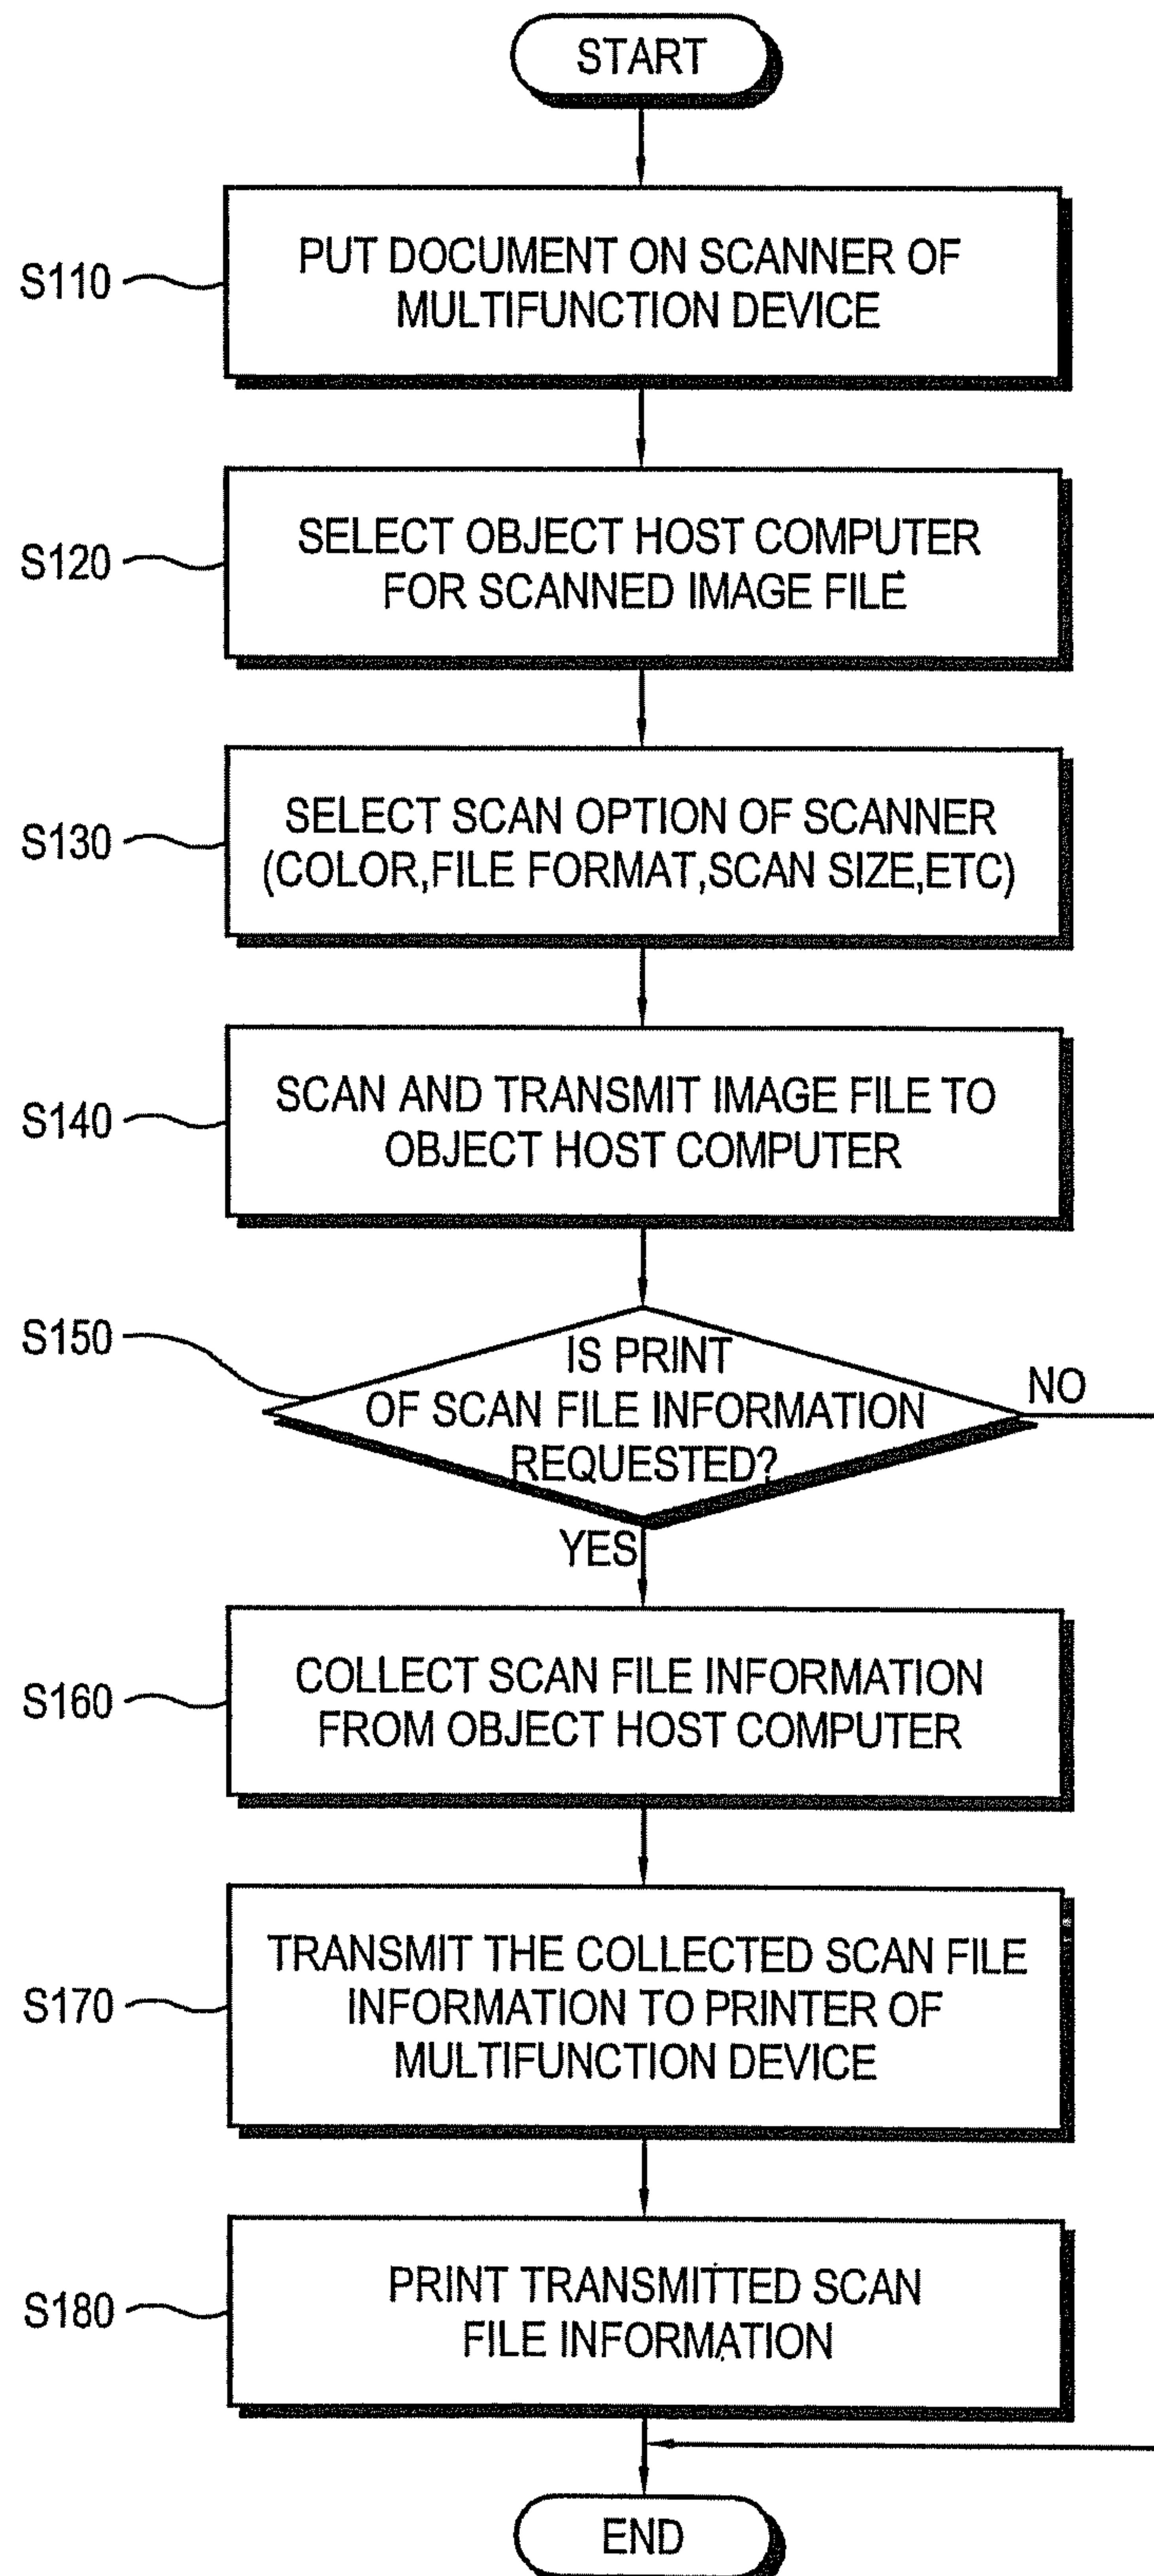 START
S110
PUT DOCUMENT ON SCANNER OF
MULTIFUNCTION DEVICE
S120
SELECT OBJECT HOST COMPUTER
FOR SCANNED IMAGE FILE
S130
SELECT SCAN OPTION OF SCANNER
(COLOR,FILE FORMAT,SCAN SIZE,ETC)
S140
SCAN AND TRANSMIT IMAGE FILE TO
OBJECT HOST COMPUTER
S150
IS PRINT
OF SCAN FILE INFORMATION
REQUESTED?
NO
YES
S160
COLLECT SCAN FILE INFORMATION
FROM OBJECT HOST COMPUTER
S170
TRANSMIT THE COLLECTED SCAN FILE
INFORMATION TO PRINTER OF
MULTIFUNCTION DEVICE
S180
PRINT TRANSMITTED SCAN
FILE INFORMATION
END